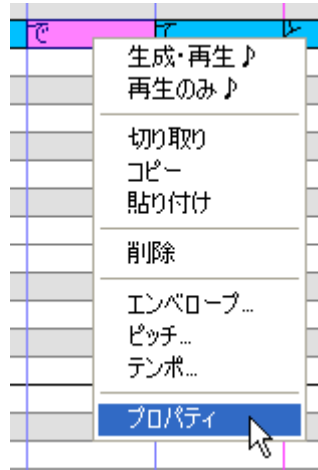 で
て
と
生成・再生♪
再生のみ♪
切り取り
コピー
貼り付け
削除
エンベロープ...
ピッチ...
テンポ...
プロパティ